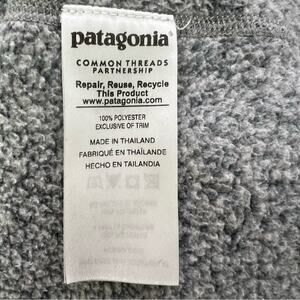 patagonia®
COMMON THREADS
PARTNERSHIP
Repair, Reuse, Recycle
This Product
www.patagonia.com
100% POLYESTER
EXCLUSIVE OF TRIM
MADE IN THAILAND
FABRIQUÉ EN THAÏLANDE
HECHO EN TAILANDIA